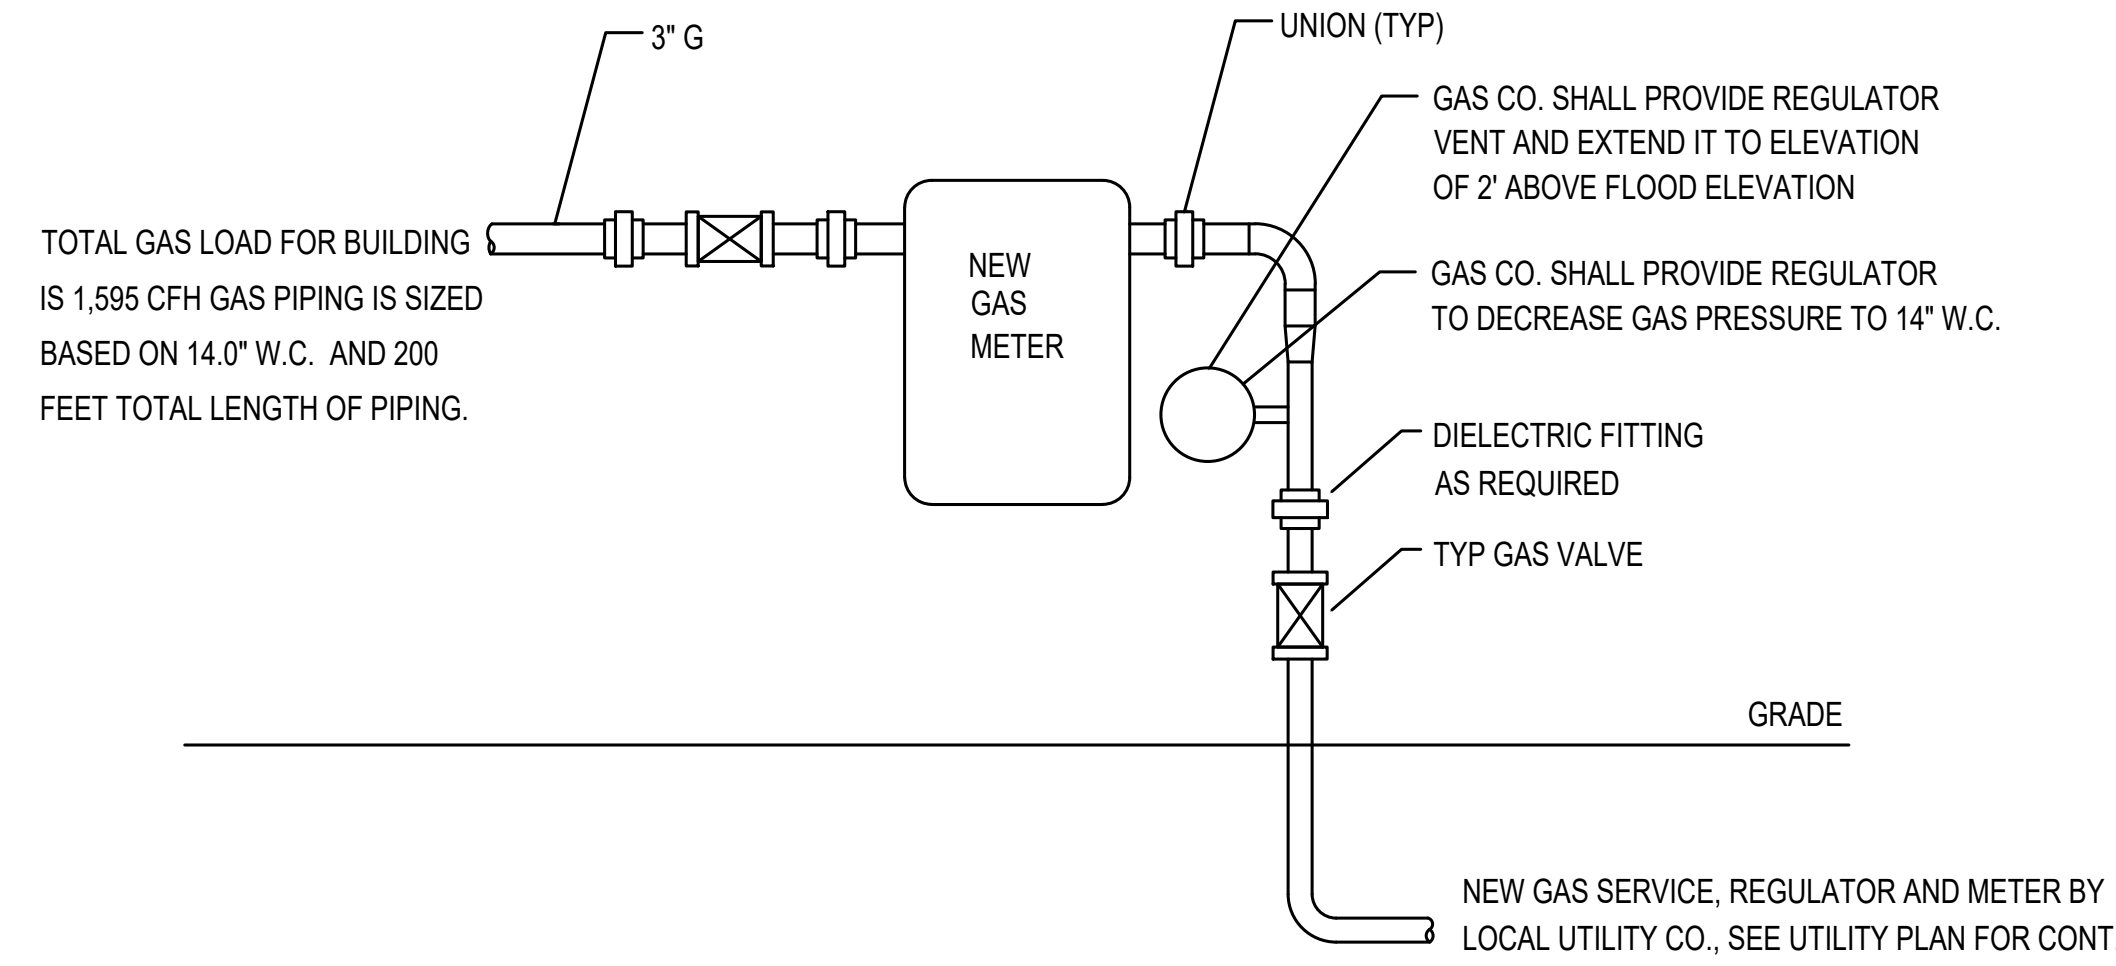 3" G
UNION (TYP)
GAS CO. SHALL PROVIDE REGULATOR
VENT AND EXTEND IT TO ELEVATION
OF 2' ABOVE FLOOD ELEVATION
TOTAL GAS LOAD FOR BUILDING
IS 1,595 CFH GAS PIPING IS SIZED
BASED ON 14.0" W.C. AND 200
FEET TOTAL LENGTH OF PIPING.
NEW
GAS
METER
GAS CO. SHALL PROVIDE REGULATOR
TO DECREASE GAS PRESSURE TO 14" W.C.
DIELECTRIC FITTING
AS REQUIRED
TYP GAS VALVE
GRADE
NEW GAS SERVICE, REGULATOR AND METER BY
LOCAL UTILITY CO., SEE UTILITY PLAN FOR CONT.